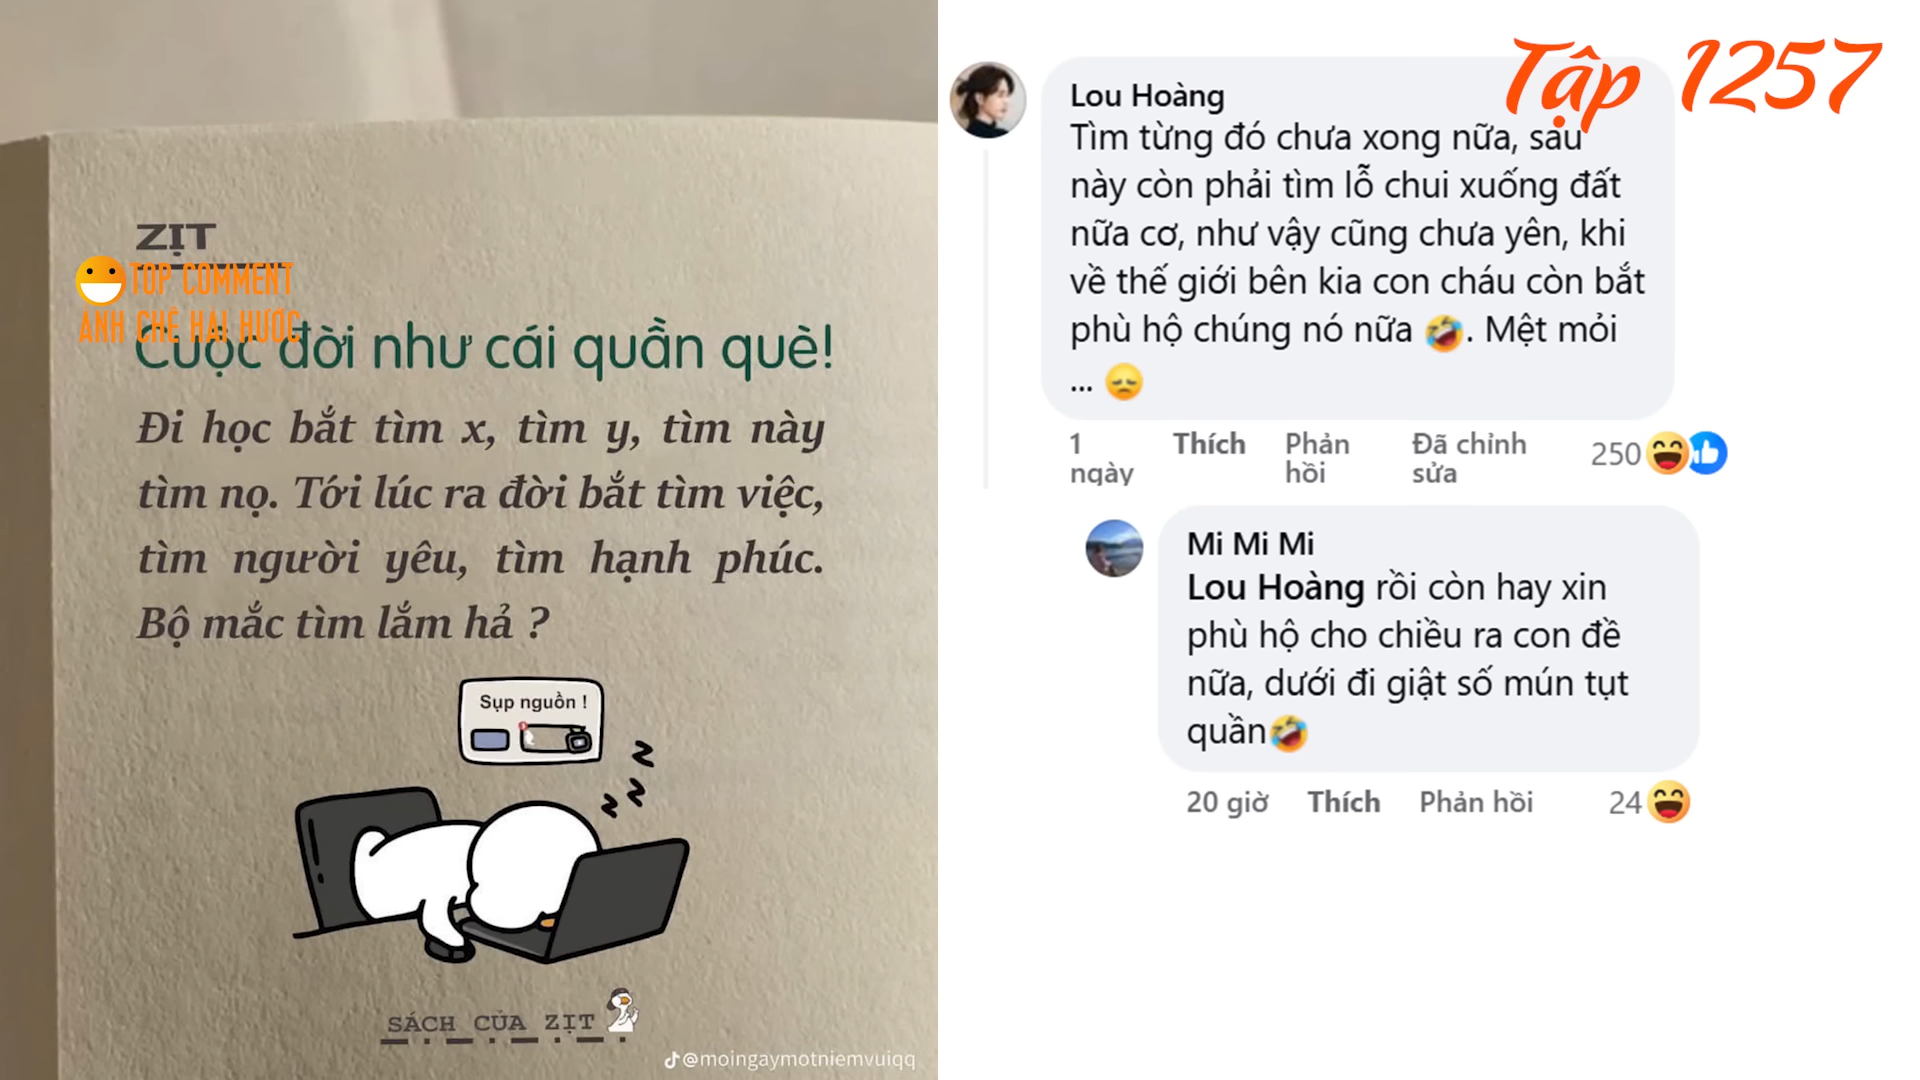 ZỊT
TOP COMMENT
ẢNH CHẾ HÀI HƯỚC
Cuộc đời như cái quần què!
Đi học bắt tìm x, tìm y, tìm này
tìm nọ. Tới lúc ra đời bắt tìm việc,
tìm người yêu, tìm hạnh phúc.
Bộ mắc tìm lắm hả ?
Sụp nguồn !
z
z
z
SÁCH CỦA ZỊT
@moingaymotniemvuiqq
Tập 1257
Lou Hoàng
Tìm từng đó chưa xong nữa, sau
này còn phải tìm lỗ chui xuống đất
nữa cơ, như vậy cũng chưa yên, khi
về thế giới bên kia con cháu còn bắt
phù hộ chúng nó nữa 🤣. Mệt mỏi
... 😞
1 ngày Thích Phản hồi Đã chỉnh sửa 250
Mi Mi Mi
Lou Hoàng rồi còn hay xin
phù hộ cho chiều ra con đề
nữa, dưới đi giật số mún tụt
quần🤣
20 giờ Thích Phản hồi 24